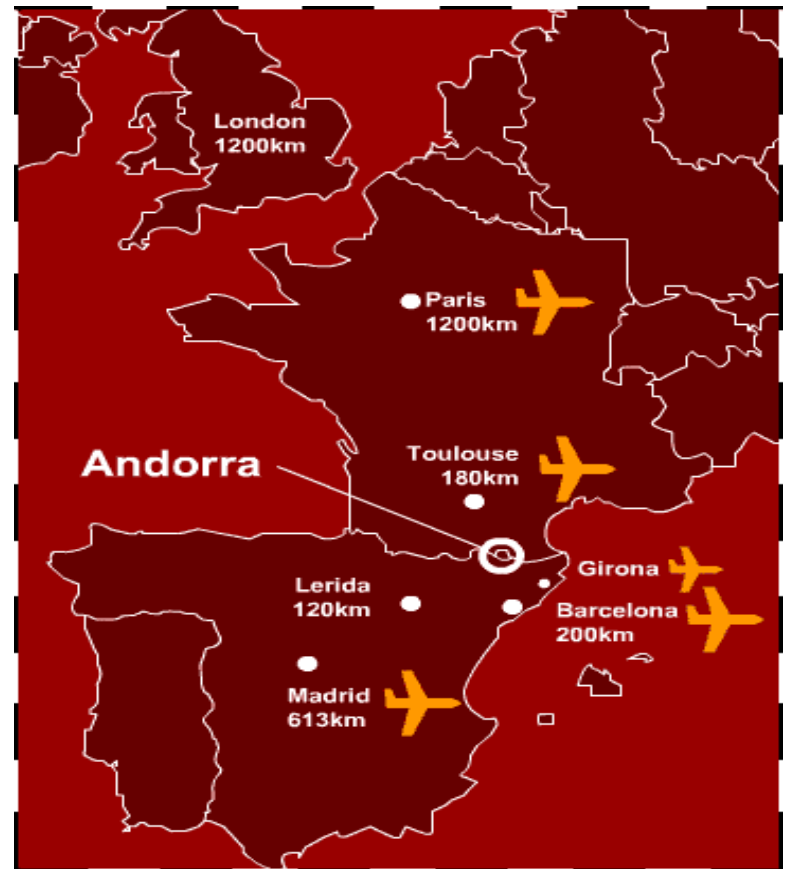 London
1200km
Paris
1200km
Toulouse
180km
Andorra
Girona
Lerida
120km
Barcelona
200km
Madrid
613km